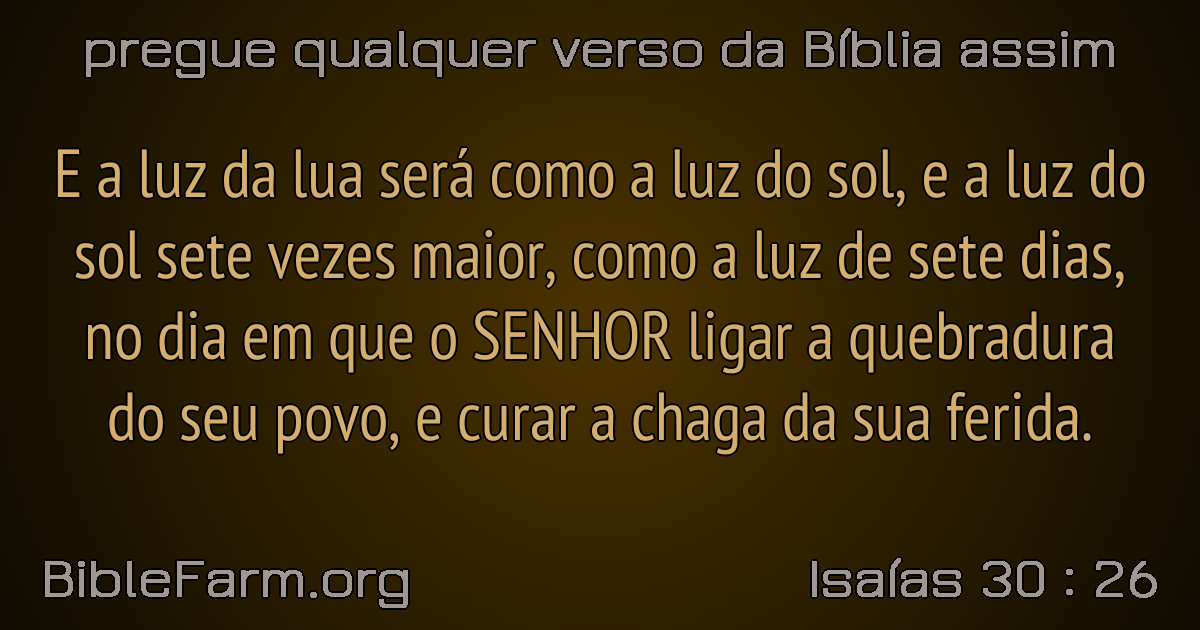 pregue qualquer verso da Bíblia assim
E a luz da lua será como a luz do sol, e a luz do
sol sete vezes maior, como a luz de sete dias,
no dia em que o SENHOR ligar a quebradura
do seu povo, e curar a chaga da sua ferida.
BibleFarm.org
Isaías 30 : 26